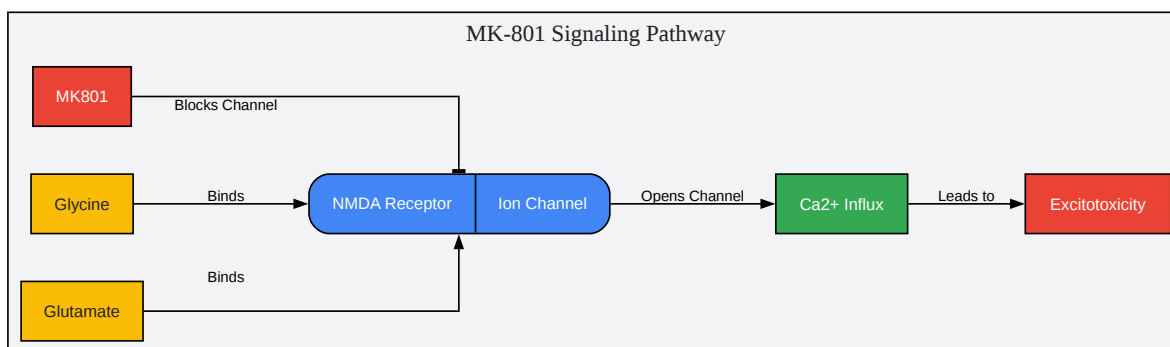 MK-801 Signaling Pathway
MK801
Blocks Channel
Glycine
Binds
NMDA Receptor
Ion Channel
Opens Channel
Ca2+ Influx
Leads to
Excitotoxicity
Binds
Glutamate